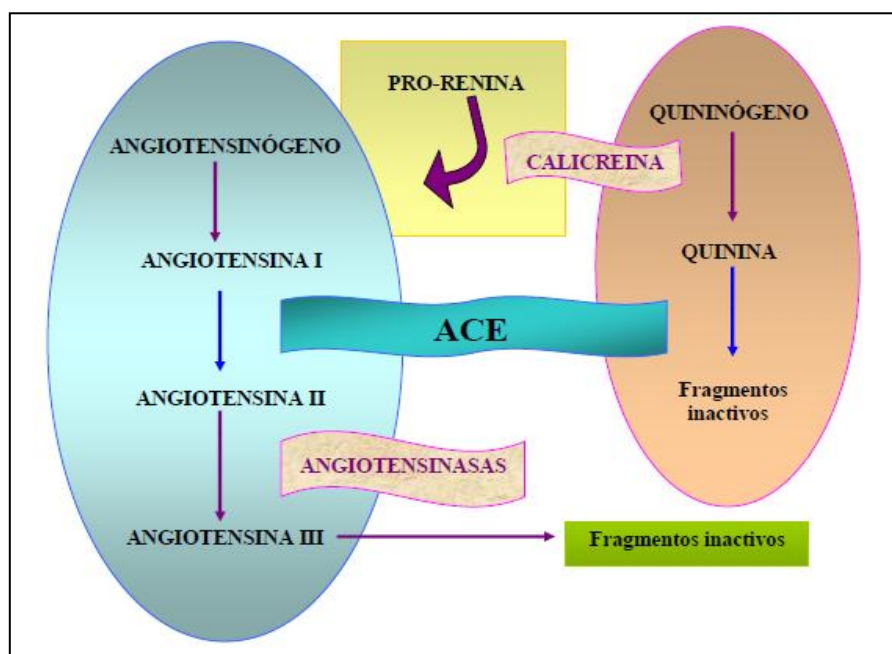 PRO-RENINA
ANGIOTENSINÓGENO
CALICREINA
QUININÓGENO
ANGIOTENSINA I
QUININA
ACE
ANGIOTENSINA II
Fragmentos
inactivos
ANGIOTENSINASAS
ANGIOTENSINA III
Fragmentos inactivos